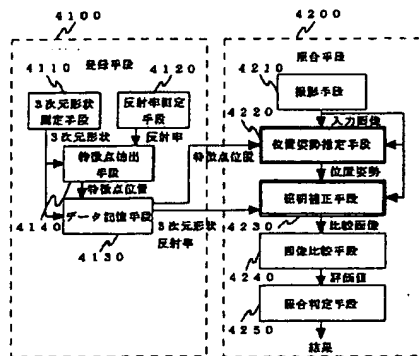 4100
登録手段
4110
3次元形状
測定手段
4120
反射率測定
手段
3次元形状
反射率
特徴点抽出
手段
4140
特徴点位置
データ記憶手段
4130
特徴点位置
3次元形状
反射率
4200
照合手段
4210
撮影手段
入力画像
4220
位置姿勢推定手段
位置姿勢
照明補正手段
4230
比較画像
画像比較手段
4240
評価値
照合判定手段
4250
結果